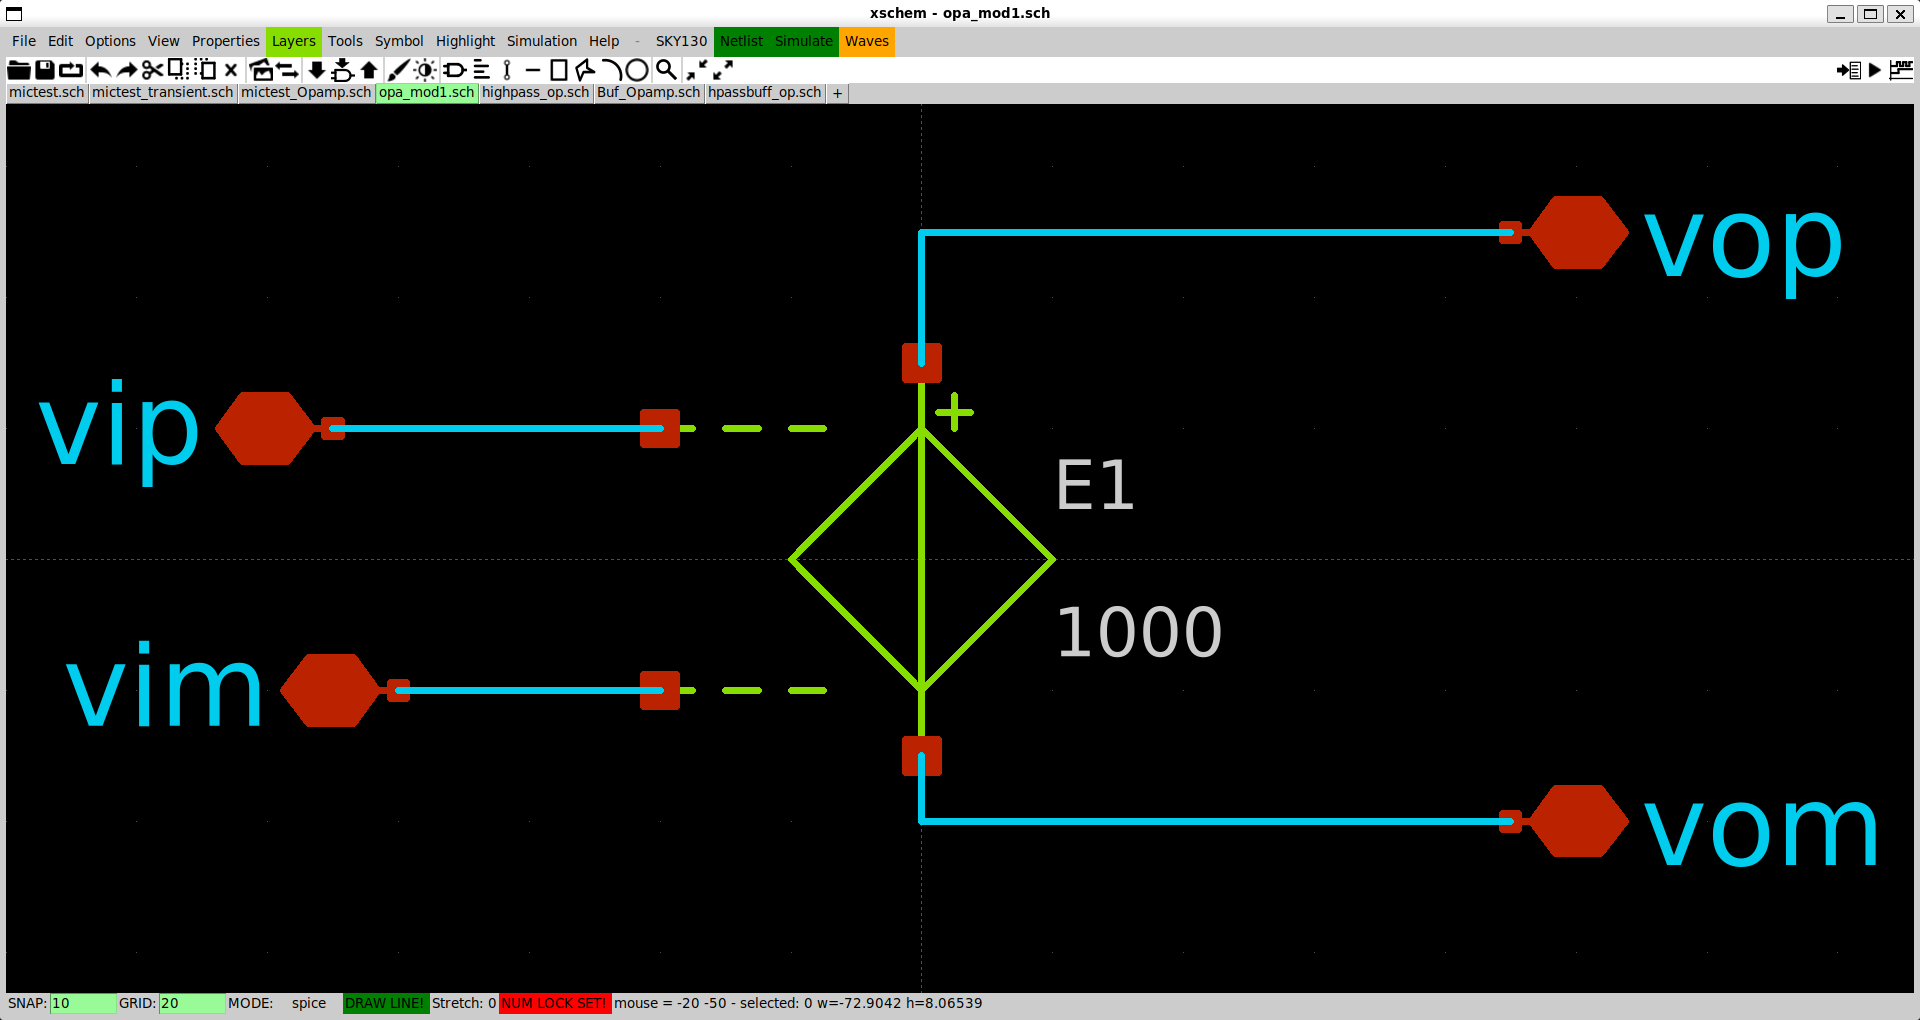 xschem - opa_mod1.sch
File Edit Options View Properties Layers Tools Symbol Highlight Simulation Help - SKY130 Netlist Simulate Waves
mictest.sch mictest_transient.sch mictest_Opamp.sch opa_mod1.sch highpass_op.sch Buf_Opamp.sch hpassbuff_op.sch +
vop
vip
+
E1
1000
vim
vom
SNAP: 10 GRID: 20 MODE: spice DRAW LINE! Stretch: 0 NUM LOCK SET! mouse = -20 -50 - selected: 0 w=-72.9042 h=8.06539